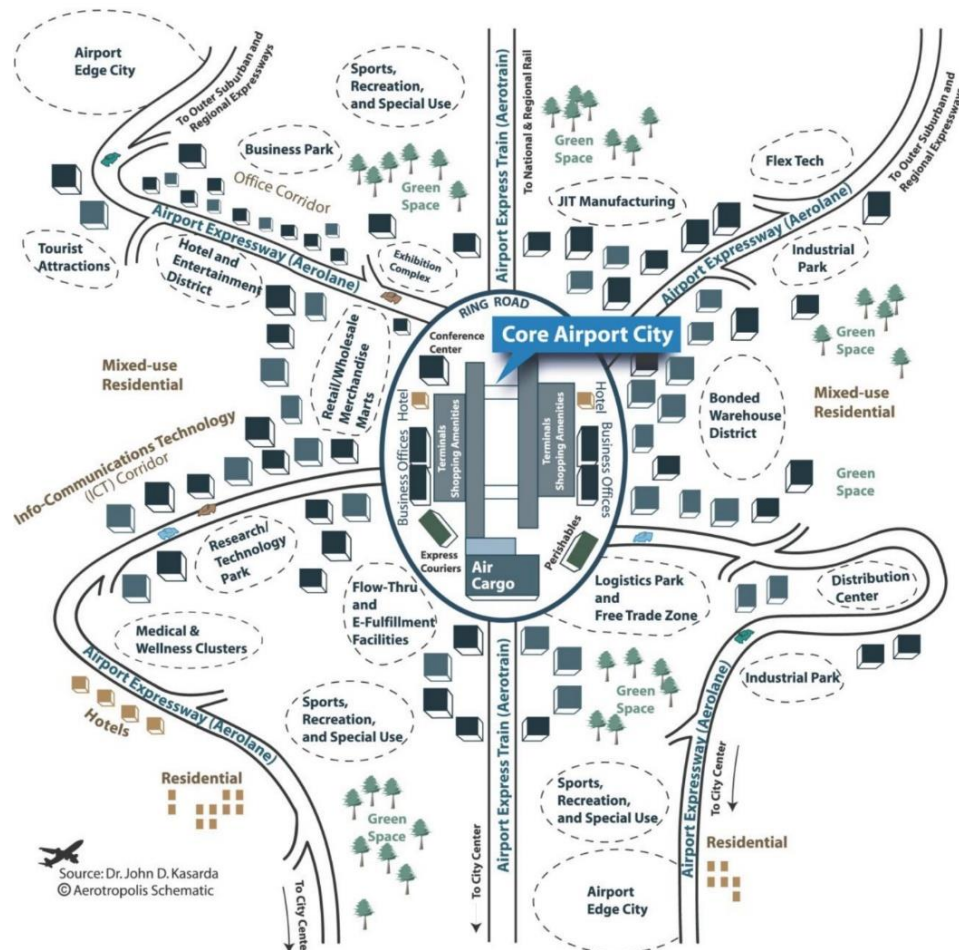 Airport
Edge City
To Outer Suburban and
Regional Expressways
Sports,
Recreation,
and Special Use
Airport Express Train (Aerotrain)
To National & Regional Rail
Green
Space
To Outer Suburban and
Regional Expressways
Business Park
Office Corridor
Green
Space
Flex Tech
JIT Manufacturing
Airport Expressway (Aerolane)
Airport Expressway (Aerolane)
Tourist
Attractions
Hotel and
Entertainment
District
Exhibition
Complex
Industrial
Park
RING ROAD
Core Airport City
Green
Space
Conference
Center
Mixed-use
Residential
Retail/Wholesale
Merchandise
Marts
Hotel
Terminals
Shopping Amenities
Terminals
Shopping Amenities
Hotel
Bonded
Warehouse
District
Mixed-use
Residential
Info-Communications Technology
(ICT) Corridor
Business Offices
Business Offices
Green
Space
Research/
Technology
Park
Express
Couriers
Perishables
Air
Cargo
Flow-Thru
and
E-Fulfillment
Facilities
Logistics Park
and
Free Trade Zone
Distribution
Center
Medical &
Wellness Clusters
Airport Expressway (Aerolane)
Hotels
Sports,
Recreation,
and Special Use
Airport Express Train (Aerotrain)
Green
Space
Industrial Park
Airport Expressway (Aerolane)
Residential
Green
Space
Sports,
Recreation,
and Special Use
To City Center
Residential
Source: Dr. John D. Kasarda
© Aerotropolis Schematic
To City Center
To City Center
Airport
Edge City